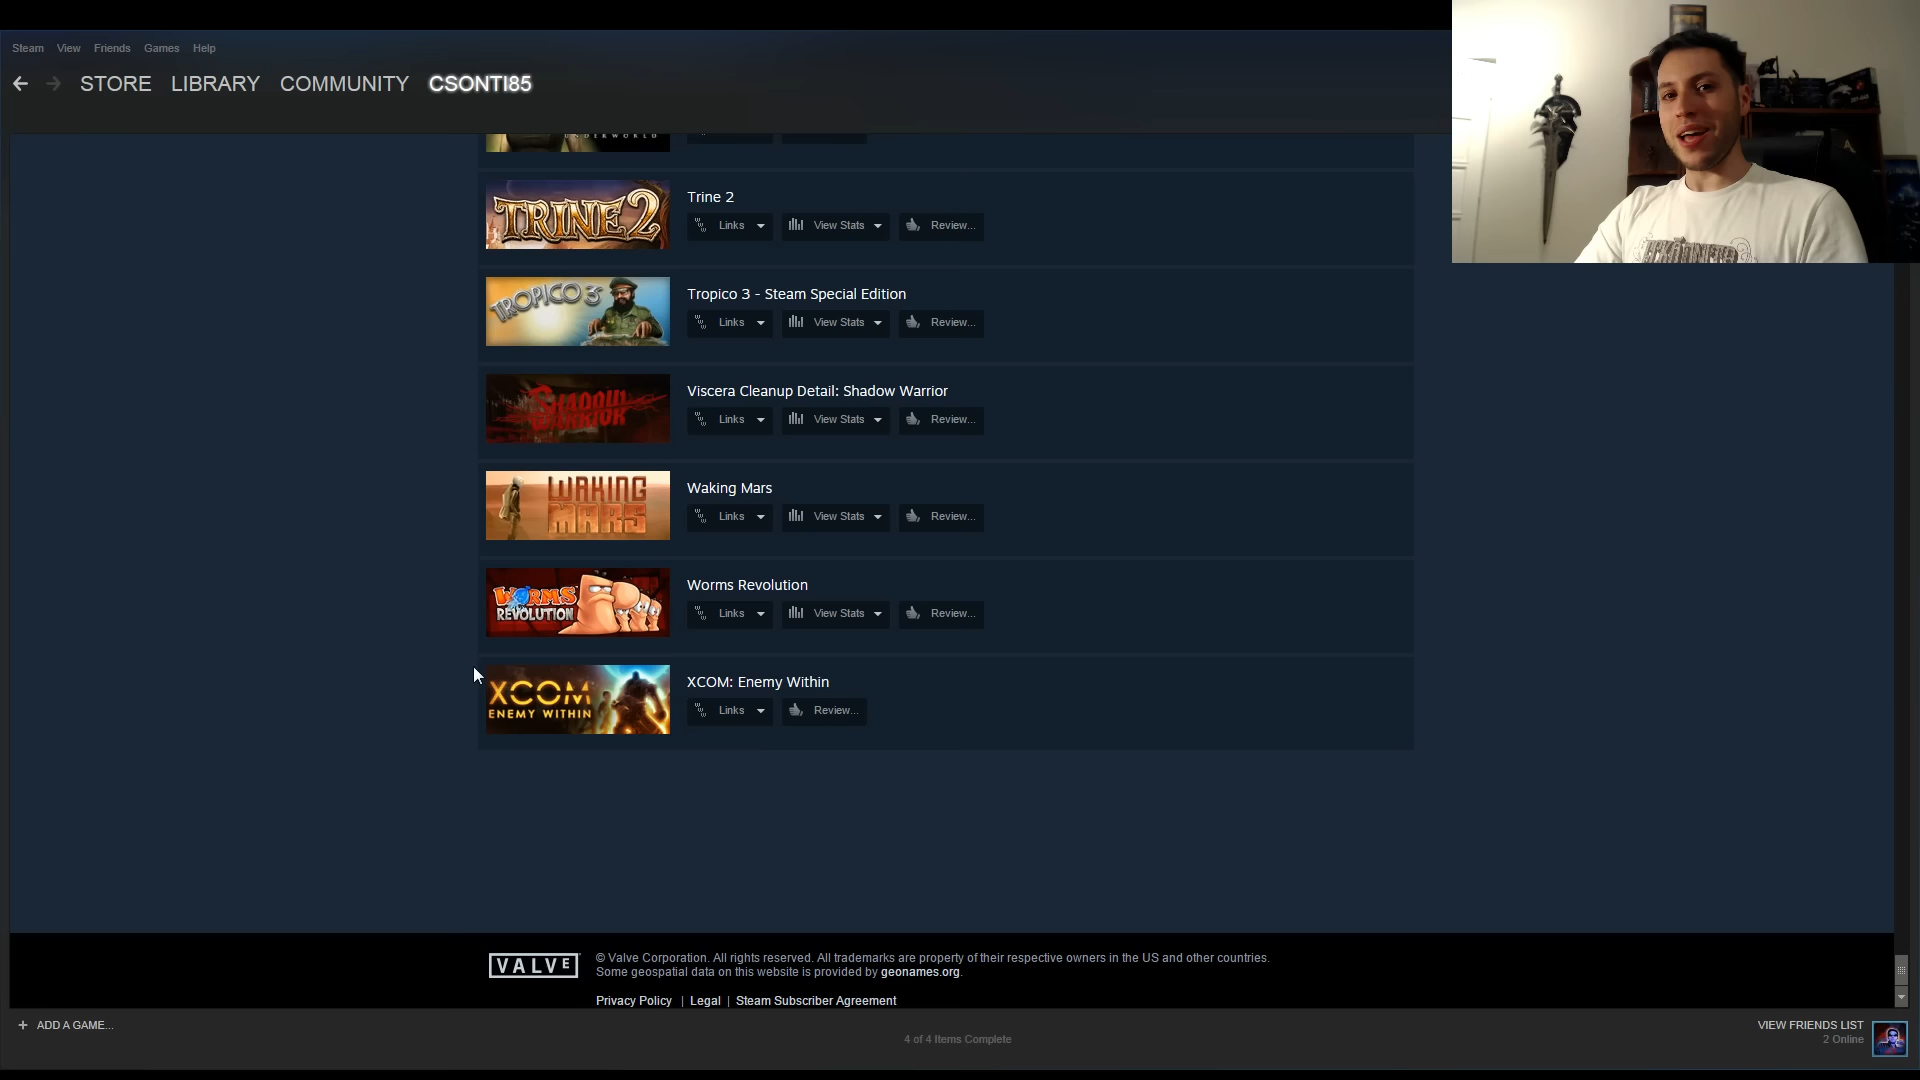 Steam View Friends Games Help
STORE LIBRARY COMMUNITY CSONTI85
UNDERWORLD
TRINE 2
Trine 2
Links View Stats Review...
TROPICO 3
Tropico 3 - Steam Special Edition
Links View Stats Review...
SHADOW
WARRIOR
Viscera Cleanup Detail: Shadow Warrior
Links View Stats Review...
WAKING
MARS
Waking Mars
Links View Stats Review...
WORMS
REVOLUTION
Worms Revolution
Links View Stats Review...
XCOM
ENEMY WITHIN
XCOM: Enemy Within
Links Review...
VALVE
© Valve Corporation. All rights reserved. All trademarks are property of their respective owners in the US and other countries.
Some geospatial data on this website is provided by geonames.org.
Privacy Policy | Legal | Steam Subscriber Agreement
+ ADD A GAME...
4 of 4 Items Complete
VIEW FRIENDS LIST
2 Online